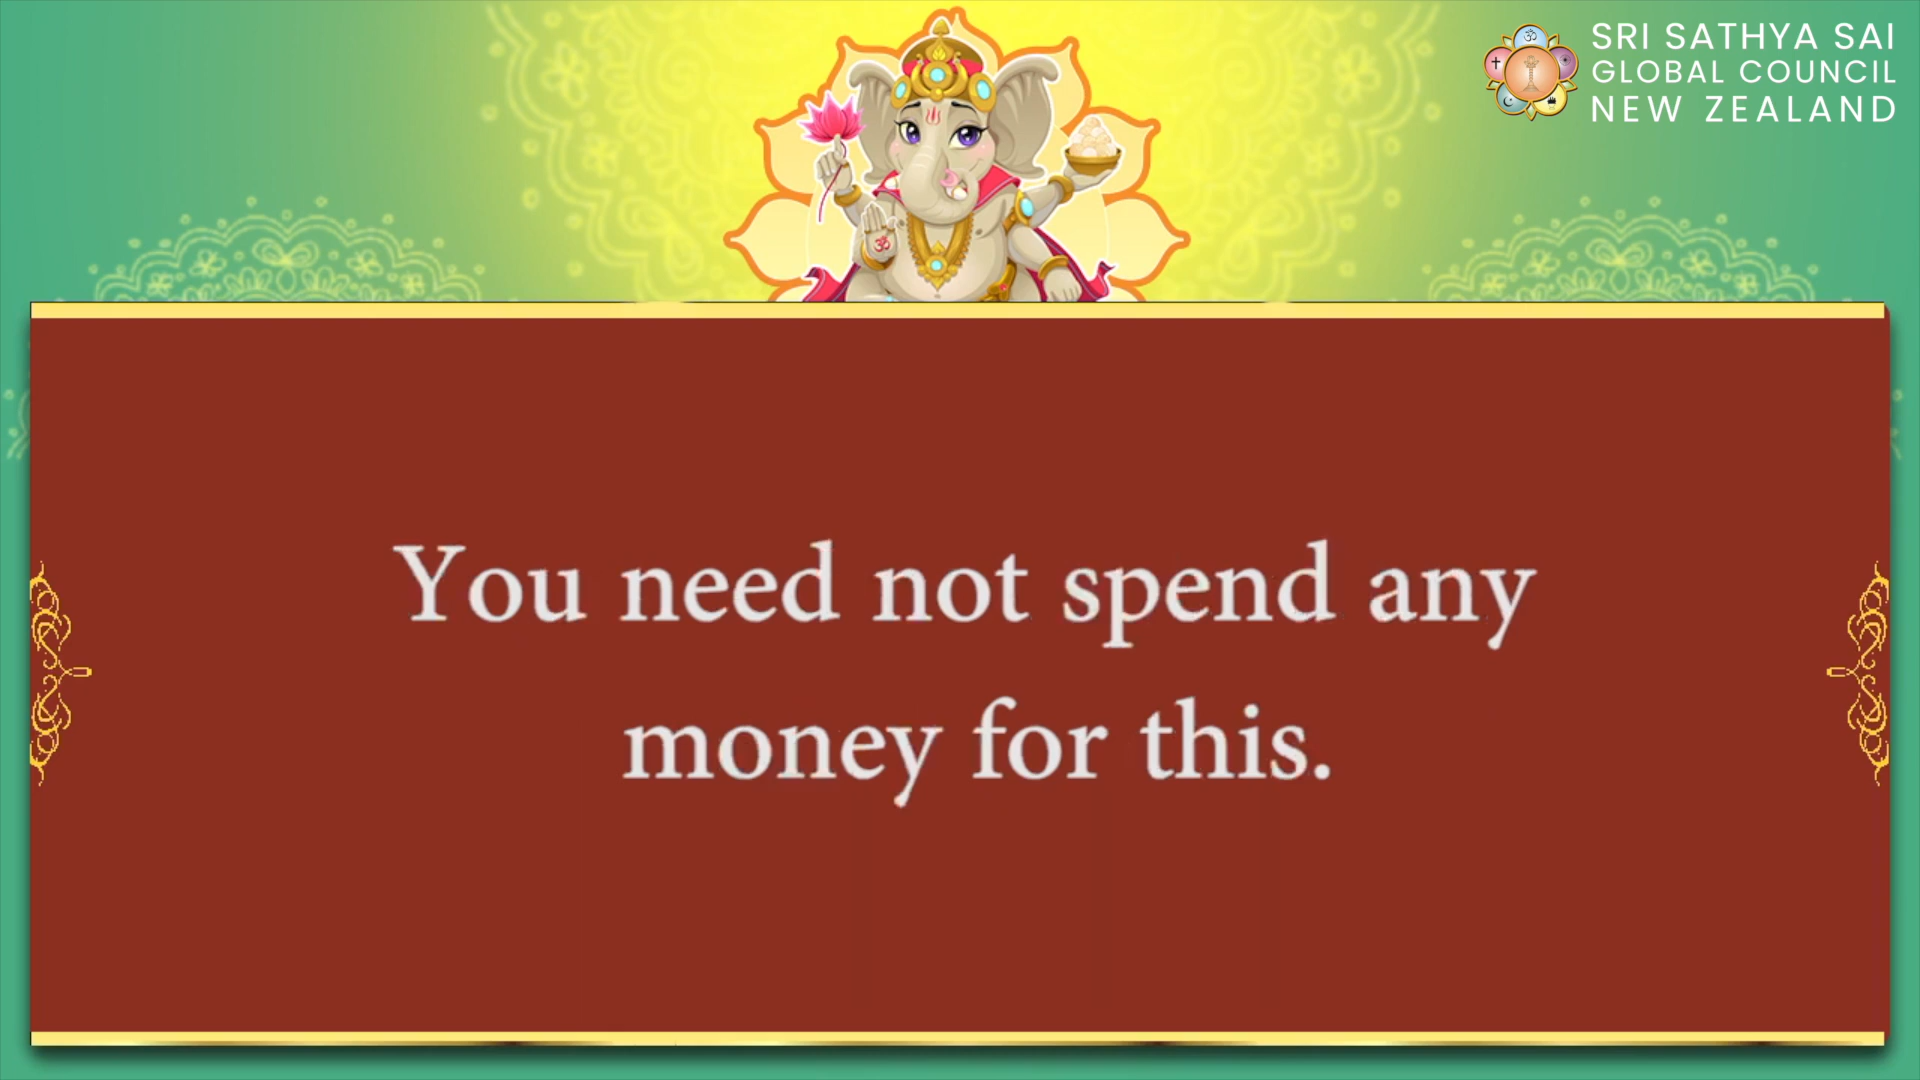 SRI SATHYA SAI
GLOBAL COUNCIL
NEW ZEALAND
ॐ
ॐ
You need not spend any
money for this.